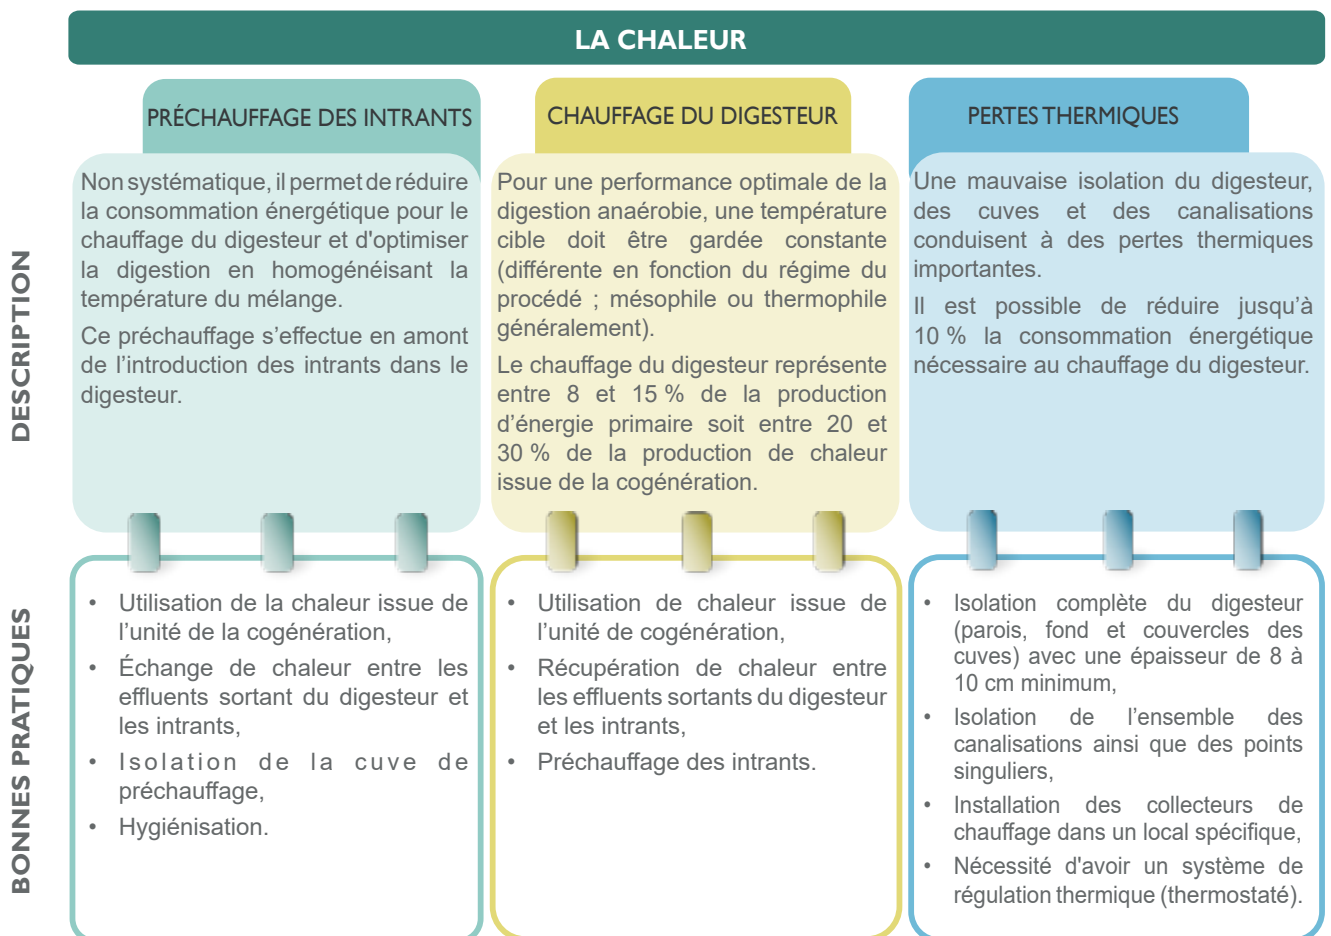 LA CHALEUR
PRÉCHAUFFAGE DES INTRANTS
CHAUFFAGE DU DIGESTEUR
PERTES THERMIQUES
DESCRIPTION
Non systématique, il permet de réduire
la consommation énergétique pour le
chauffage du digesteur et d'optimiser
la digestion en homogénéisant la
température du mélange.
Ce préchauffage s’effectue en amont
de l’introduction des intrants dans le
digesteur.
Pour une performance optimale de la
digestion anaérobie, une température
cible doit être gardée constante
(différente en fonction du régime du
procédé ; mésophile ou thermophile
généralement).
Le chauffage du digesteur représente
entre 8 et 15 % de la production
d’énergie primaire soit entre 20 et
30 % de la production de chaleur
issue de la cogénération.
Une mauvaise isolation du digesteur,
des cuves et des canalisations
conduisent à des pertes thermiques
importantes.
Il est possible de réduire jusqu’à
10 % la consommation énergétique
nécessaire au chauffage du digesteur.
BONNES PRATIQUES
• Utilisation de la chaleur issue de
l’unité de la cogénération,
• Échange de chaleur entre les
effluents sortant du digesteur et
les intrants,
• Isolation de la cuve de
préchauffage,
• Hygiénisation.
• Utilisation de chaleur issue de
l’unité de cogénération,
• Récupération de chaleur entre
les effluents sortants du digesteur
et les intrants,
• Préchauffage des intrants.
• Isolation complète du digesteur
(parois, fond et couvercles des
cuves) avec une épaisseur de 8 à
10 cm minimum,
• Isolation de l’ensemble des
canalisations ainsi que des points
singuliers,
• Installation des collecteurs de
chauffage dans un local spécifique,
• Nécessité d'avoir un système de
régulation thermique (thermostaté).